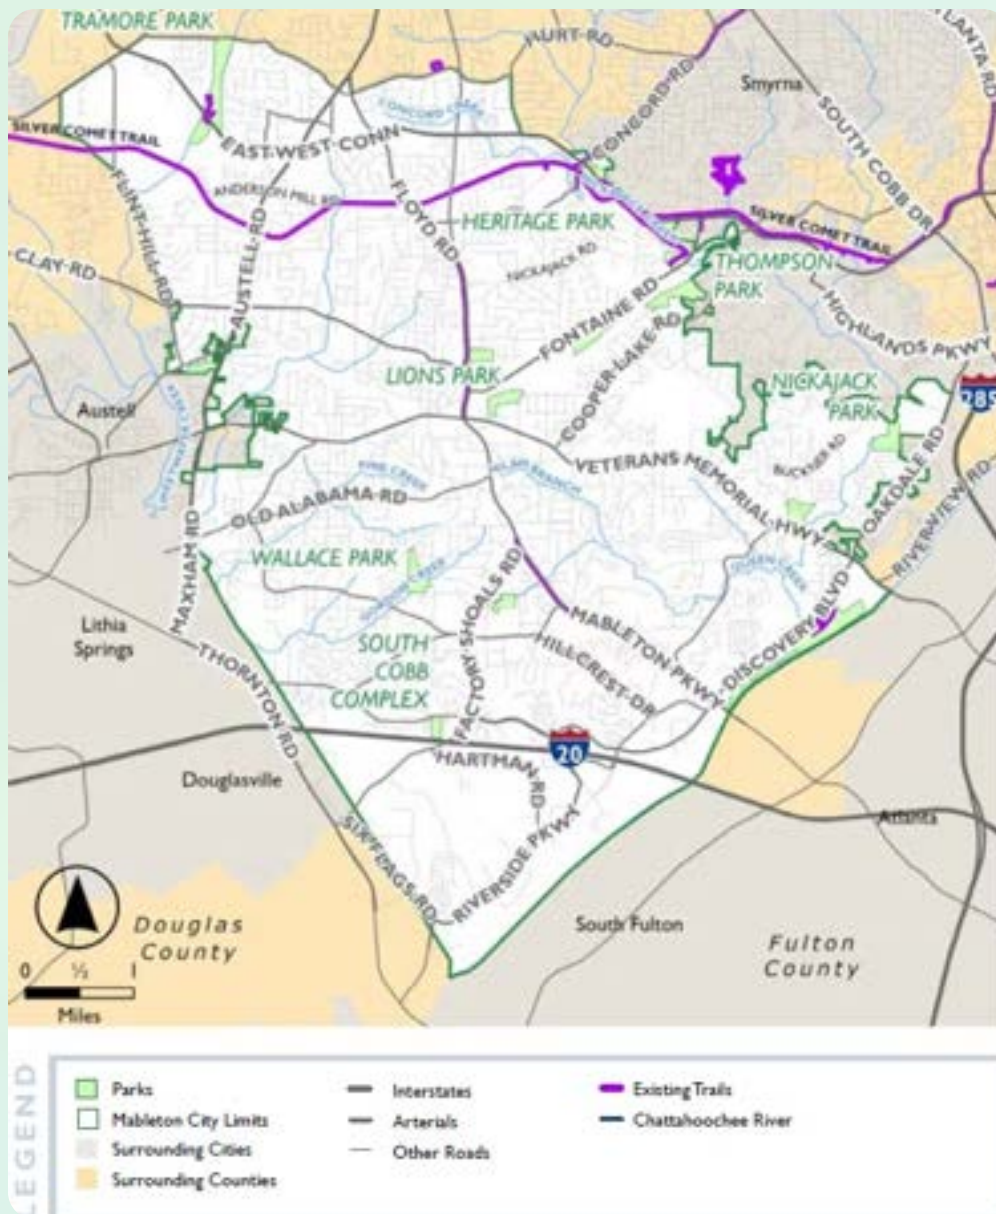 TRAMORE PARK
HURT RD
ATLANTA RD
Smyrna
CONCORD RD
SOUTH COBB DR
CONCORD CREEK
SILVER COMET TRAIL
EAST WEST CONN
ANDERSON MILL RD
FLOYD RD
HERITAGE PARK
SILVER COMET TRAIL
FLINT HILL RD
AUSTELL RD
NICKAJACK RD
THOMPSON
PARK
CLAY RD
FONTAINE RD
HIGHLANDS PKWY
COOPER LAKE RD
LIONS PARK
NICKAJACK
PARK
285
Austell
BUCKNER RD
OAKDALE RD
VETERANS MEMORIAL HWY
RIVERVIEW RD
OLD ALABAMA RD
WALLACE PARK
MAXHAM RD
FACTORY SHOALS RD
Lithia
Springs
SOUTH
COBB
COMPLEX
MABLETON PKWY
HILLCREST DR
DISCOVERY BLVD
THORNTON RD
20
HARTMAN RD
Douglasville
Atlanta
SIX FLAGS RD
RIVERSIDE PKWY
South Fulton
Douglas
County
Fulton
County
0 ½ 1
Miles
LEGEND
Parks
Mableton City Limits
Surrounding Cities
Surrounding Counties
Interstates
Arterials
Other Roads
Existing Trails
Chattahoochee River